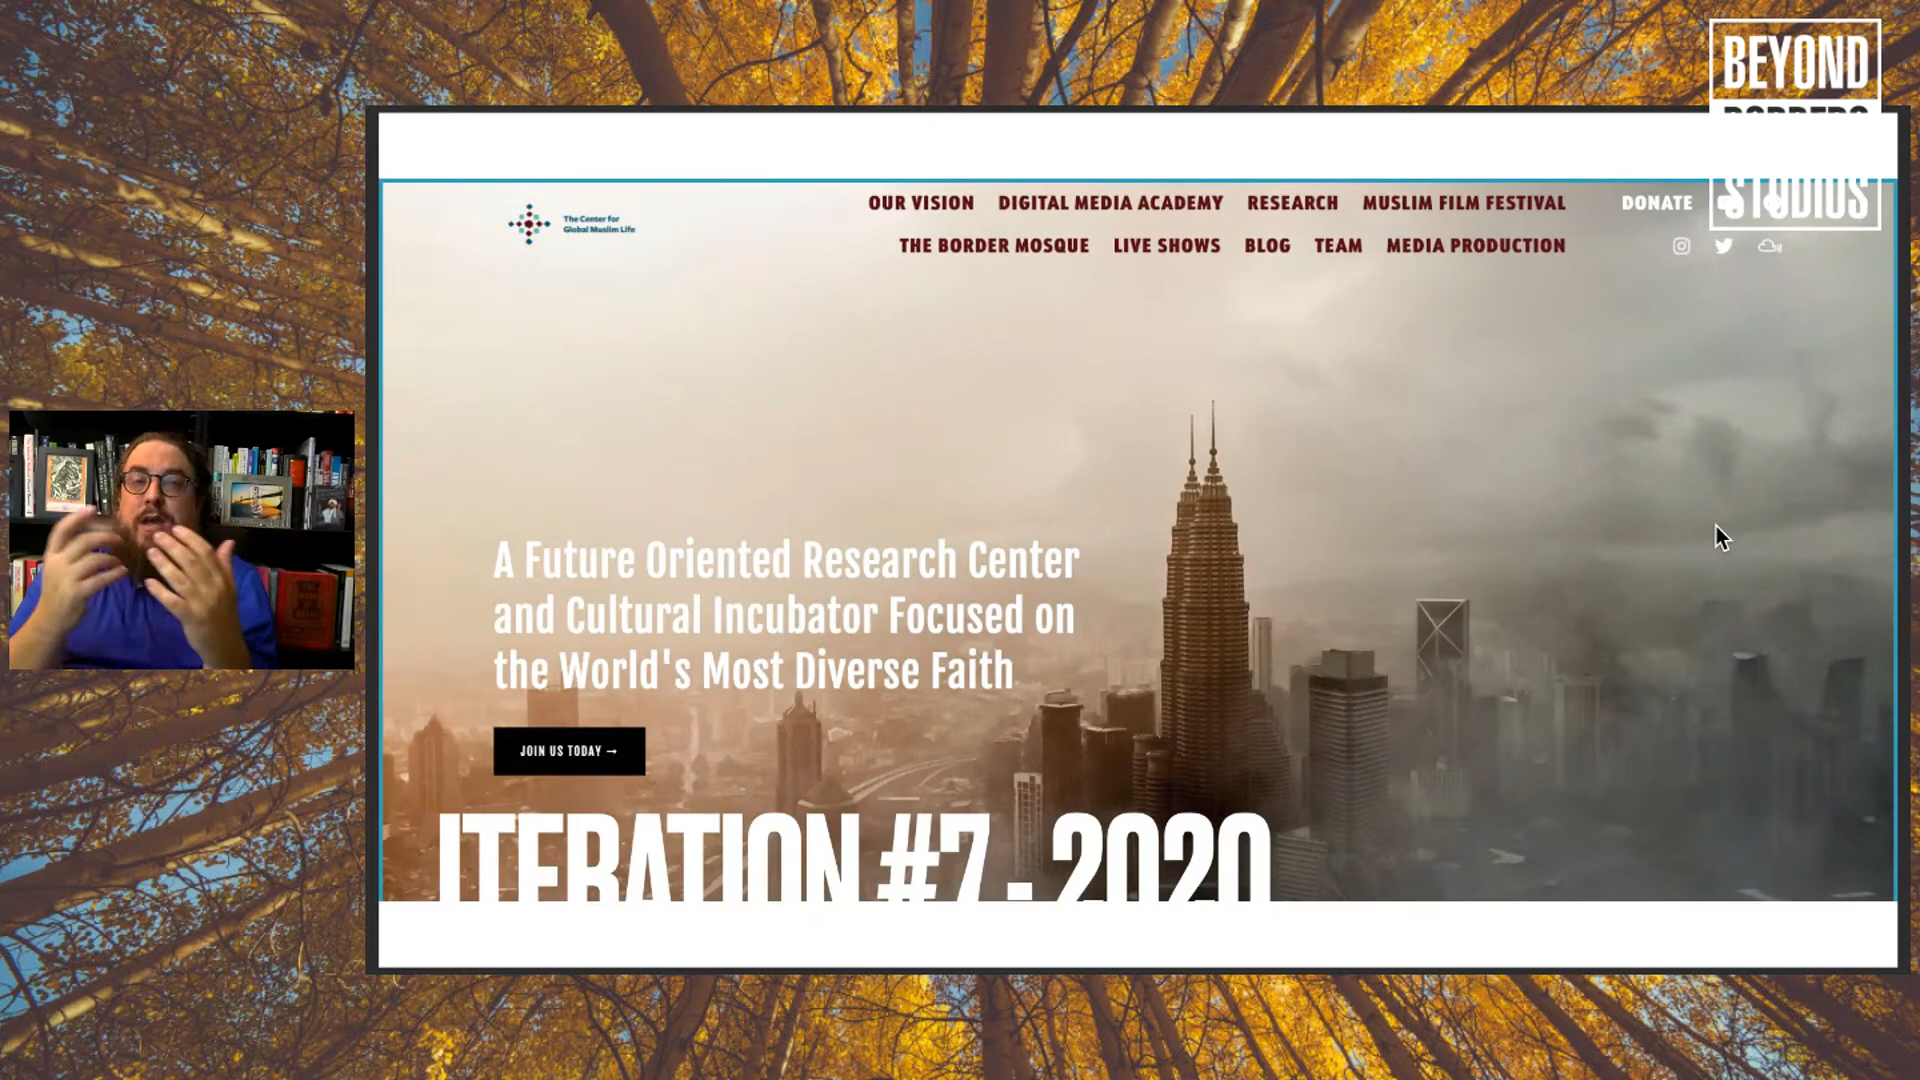 BEYOND
BORDERS
STUDIOS
The Center for
Global Muslim Life
OUR VISION DIGITAL MEDIA ACADEMY RESEARCH MUSLIM FILM FESTIVAL DONATE
THE BORDER MOSQUE LIVE SHOWS BLOG TEAM MEDIA PRODUCTION
A Future Oriented Research Center
and Cultural Incubator Focused on
the World's Most Diverse Faith
JOIN US TODAY →
ITERATION #7 - 2020